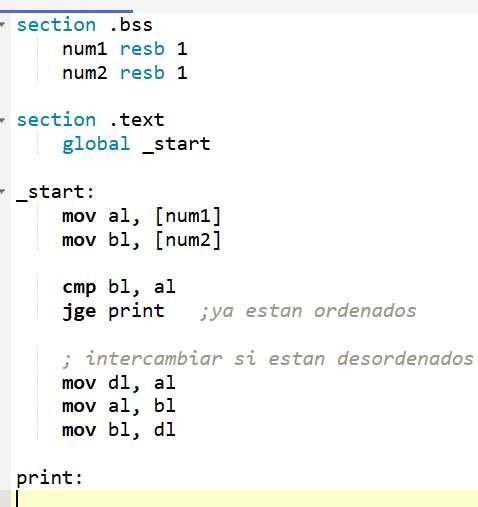 section .bss
num1 resb 1
num2 resb 1
section .text
global _start
_start:
mov al, [num1]
mov bl, [num2]
cmp bl, al
jge print   ;ya estan ordenados
; intercambiar si estan desordenados
mov dl, al
mov al, bl
mov bl, dl
print: